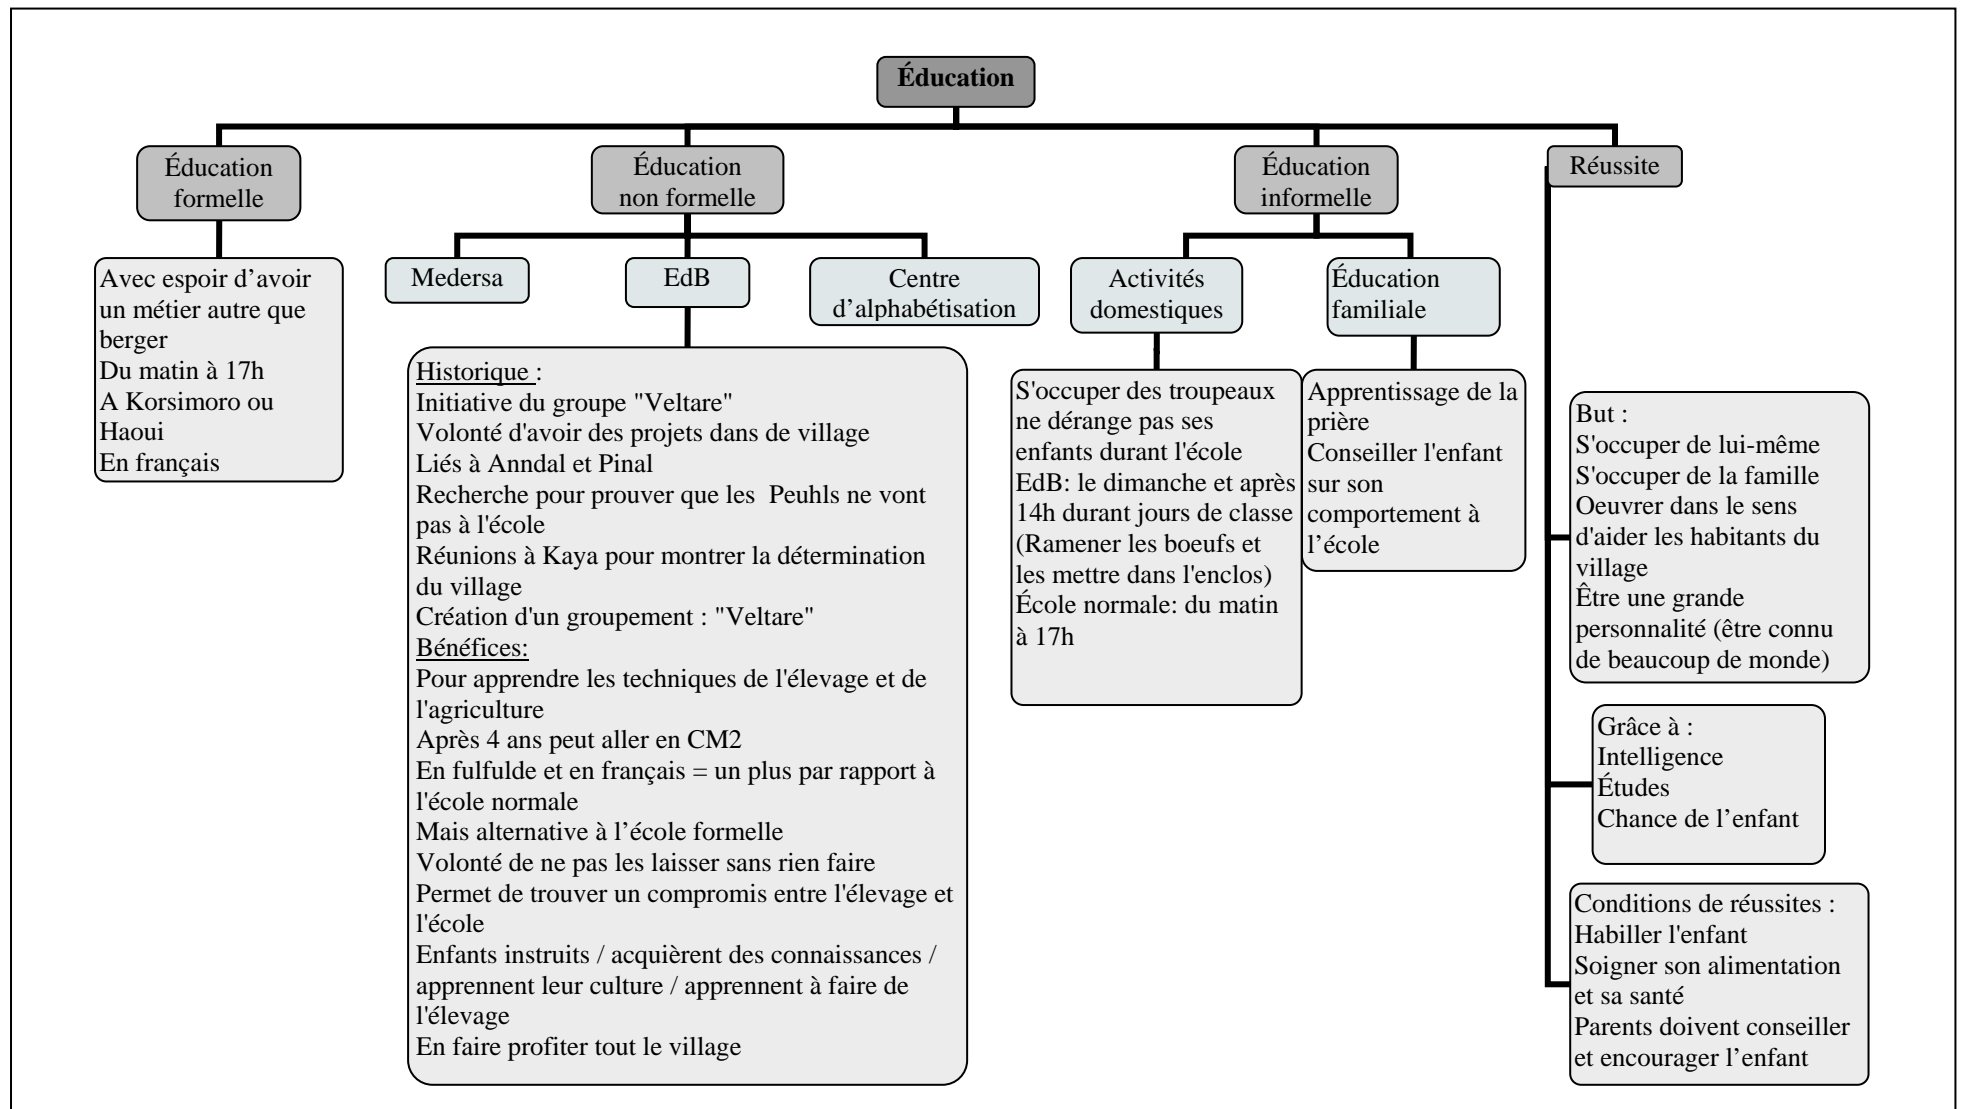 Éducation
Éducation
formelle
Avec espoir d’avoir
un métier autre que
berger
Du matin à 17h
A Korsimoro ou
Haoui
En français
Éducation
non formelle
Medersa
EdB
Historique :
Initiative du groupe "Veltare"
Volonté d'avoir des projets dans de village
Liés à Anndal et Pinal
Recherche pour prouver que les Peuhls ne vont
pas à l'école
Réunions à Kaya pour montrer la détermination
du village
Création d'un groupement : "Veltare"
Bénéfices:
Pour apprendre les techniques de l'élevage et de
l'agriculture
Après 4 ans peut aller en CM2
En fulfulde et en français = un plus par rapport à
l'école normale
Mais alternative à l’école formelle
Volonté de ne pas les laisser sans rien faire
Permet de trouver un compromis entre l'élevage et
l'école
Enfants instruits / acquièrent des connaissances /
apprennent leur culture / apprennent à faire de
l'élevage
En faire profiter tout le village
Centre
d’alphabétisation
Éducation
informelle
Activités
domestiques
S'occuper des troupeaux
ne dérange pas ses
enfants durant l'école
EdB: le dimanche et après
14h durant jours de classe
(Ramener les boeufs et
les mettre dans l'enclos)
École normale: du matin
à 17h
Éducation
familiale
Apprentissage de la
prière
Conseiller l'enfant
sur son
comportement à
l’école
Réussite
But :
S'occuper de lui-même
S'occuper de la famille
Oeuvrer dans le sens
d'aider les habitants du
village
Être une grande
personnalité (être connu
de beaucoup de monde)
Grâce à :
Intelligence
Études
Chance de l’enfant
Conditions de réussites :
Habiller l'enfant
Soigner son alimentation
et sa santé
Parents doivent conseiller
et encourager l’enfant